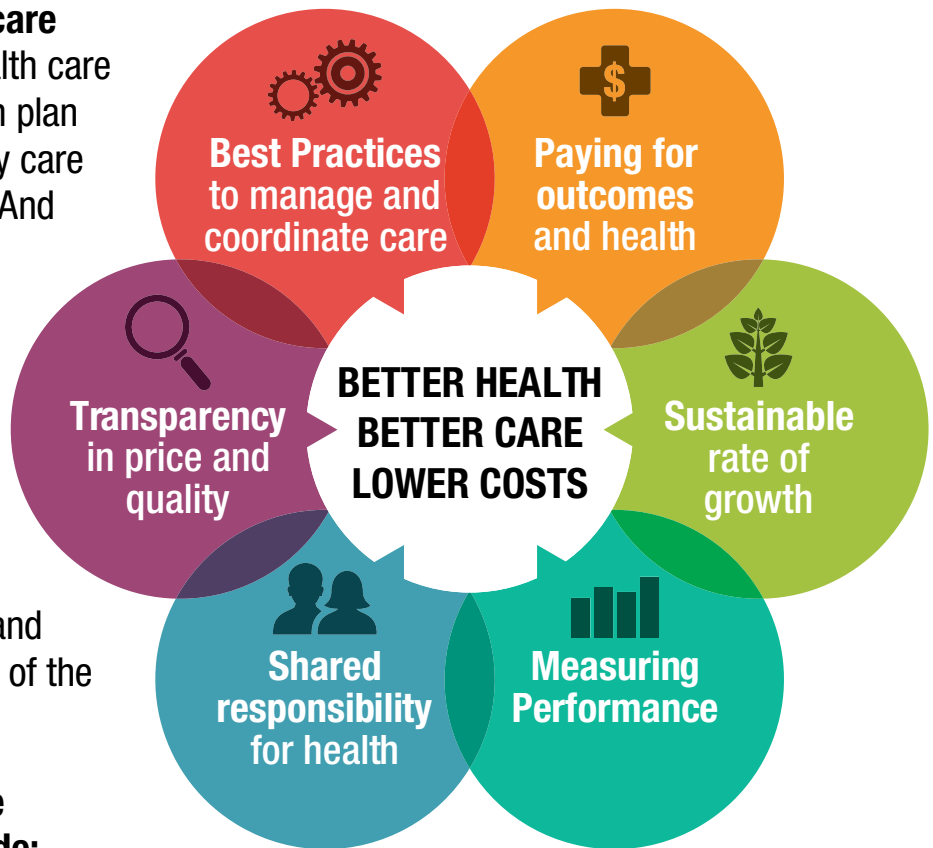 care
lth care
plan
y care
And
and
of the
Best Practices
to manage and
coordinate care
$
Paying for
outcomes
and health
Transparency
in price and
quality
BETTER HEALTH
BETTER CARE
LOWER COSTS
Sustainable
rate of
growth
Shared
responsibility
for health
Measuring
Performance